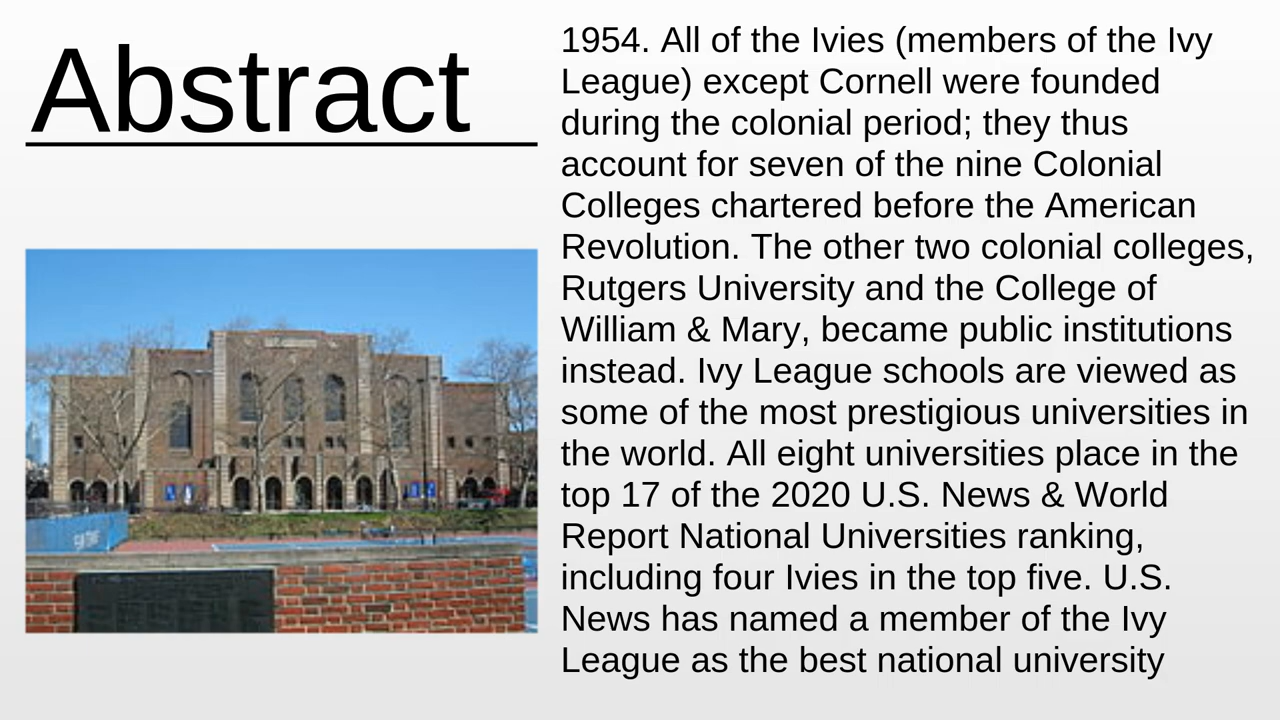 Abstract
1954. All of the Ivies (members of the Ivy
League) except Cornell were founded
during the colonial period; they thus
account for seven of the nine Colonial
Colleges chartered before the American
Revolution. The other two colonial colleges,
Rutgers University and the College of
William & Mary, became public institutions
instead. Ivy League schools are viewed as
some of the most prestigious universities in
the world. All eight universities place in the
top 17 of the 2020 U.S. News & World
Report National Universities ranking,
including four Ivies in the top five. U.S.
News has named a member of the Ivy
League as the best national university